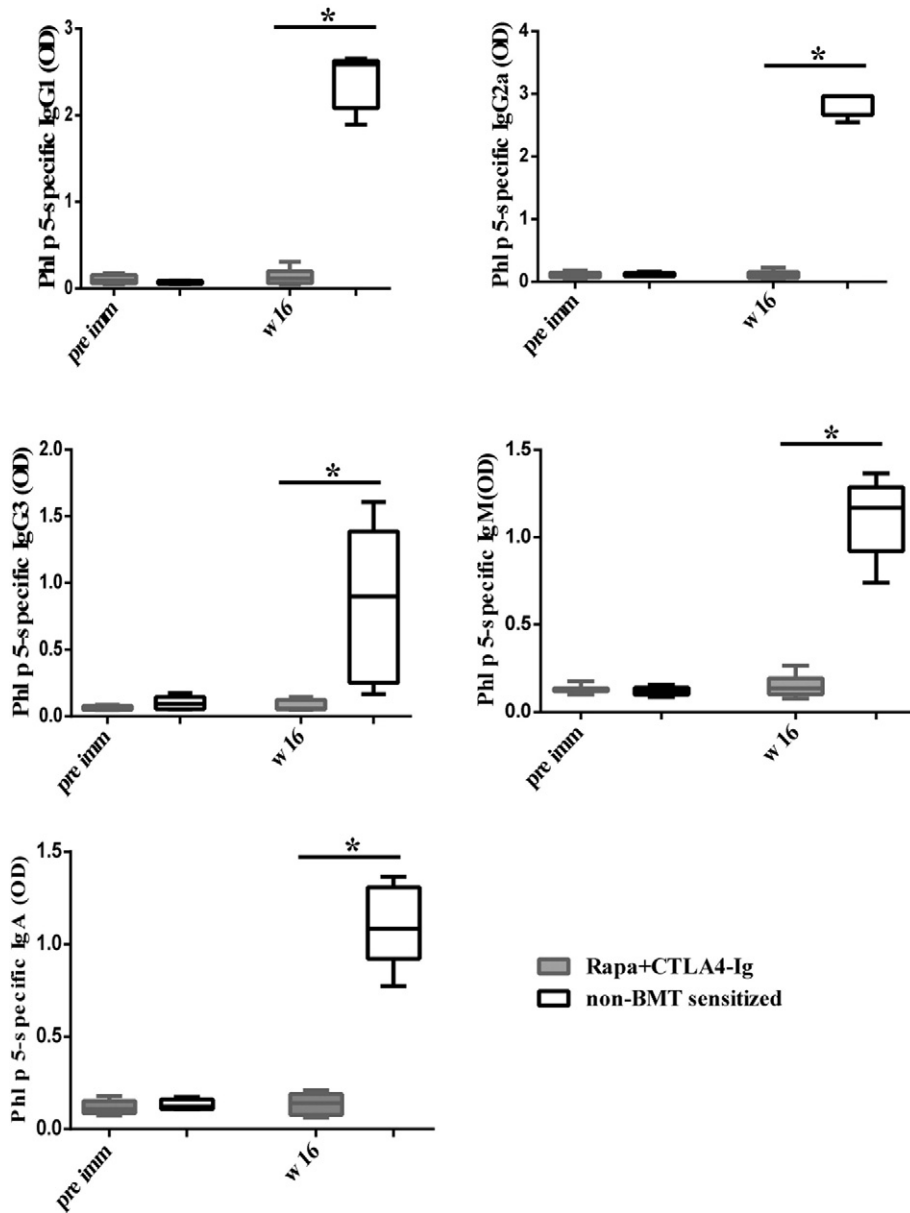 Phl p 5-specific IgG1 (OD)
3
2
1
0
*
pre imm
w 16
Phl p 5-specific IgG2a (OD)
4
3
2
1
0
*
pre imm
w 16
Phl p 5-specific IgG3 (OD)
2.0
1.5
1.0
0.5
0.0
*
pre imm
w 16
Phl p 5-specific IgM(OD)
1.5
1.0
0.5
0.0
*
pre imm
w 16
Phl p 5-specific IgA (OD)
1.5
1.0
0.5
0.0
*
pre imm
w 16
Rapa+CTLA4-Ig
non-BMT sensitized